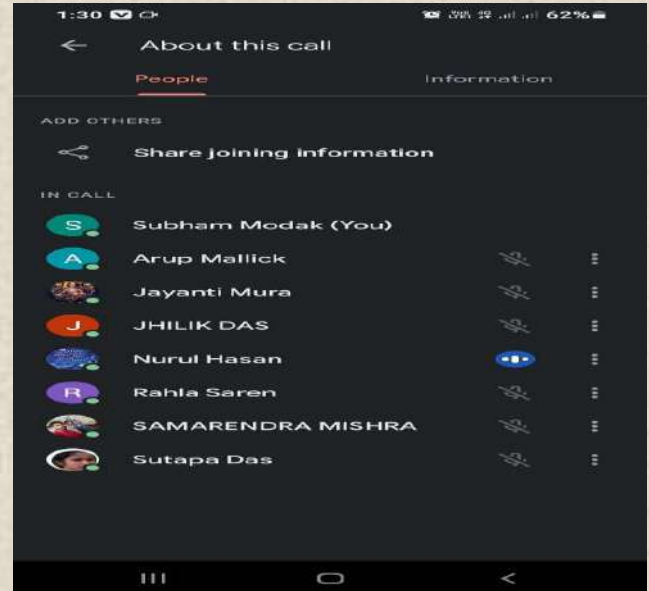 1:30 62%
About this call
People Information
ADD OTHERS
Share joining information
IN CALL
S Subham Modak (You)
A Arup Mallick
Jayanti Mura
J JHILIK DAS
Nurul Hasan
R Rahla Saren
SAMARENDRA MISHRA
Sutapa Das